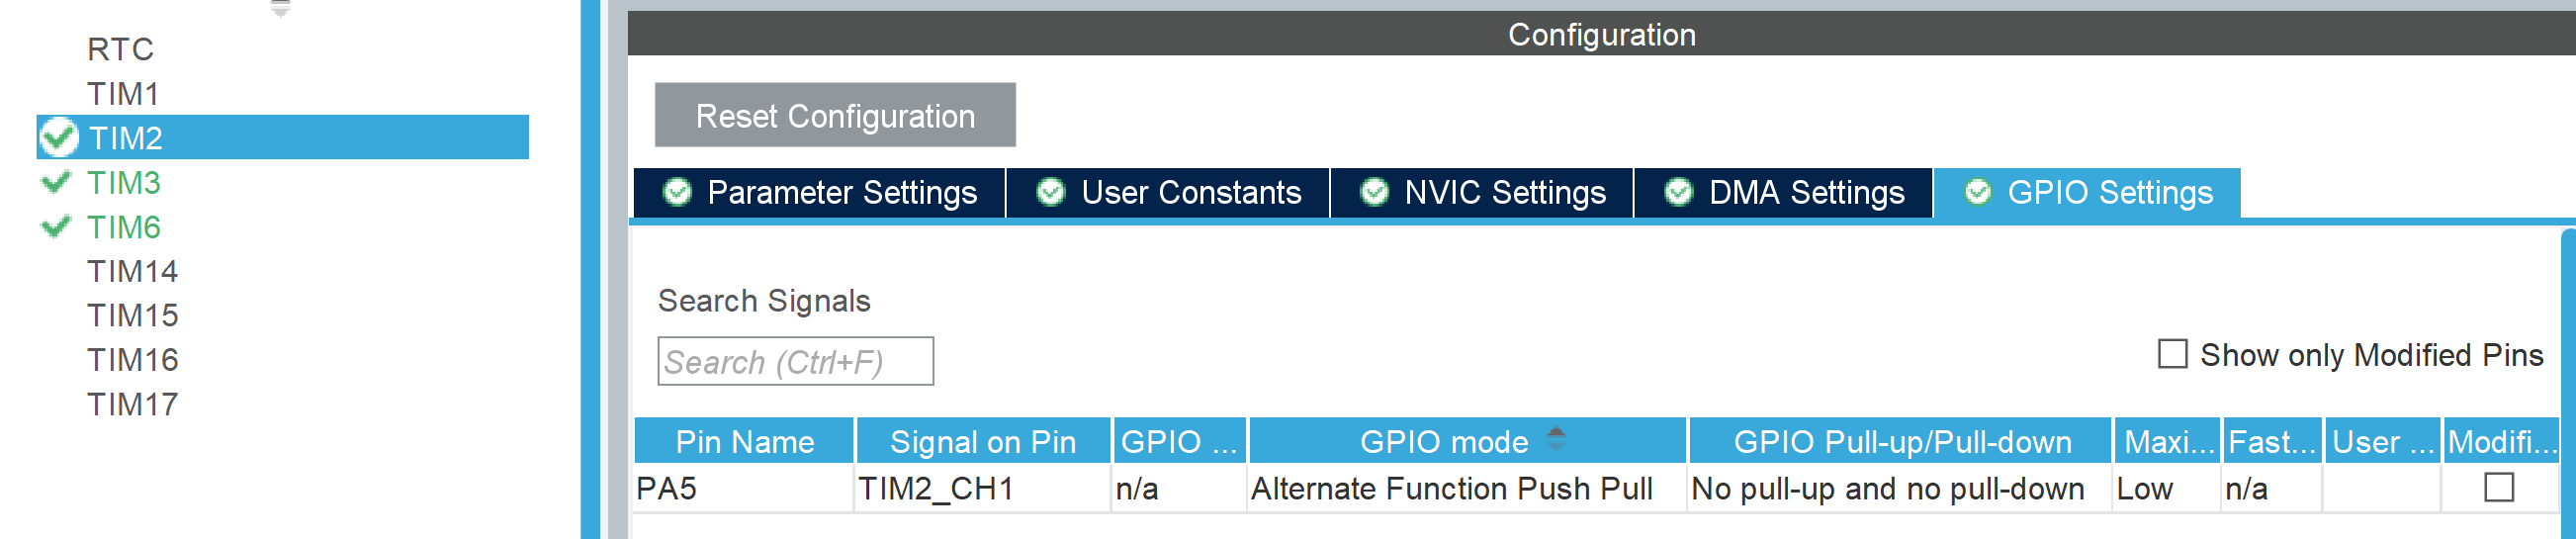 RTC
TIM1
TIM2
TIM3
TIM6
TIM14
TIM15
TIM16
TIM17
Configuration
Reset Configuration
Parameter Settings User Constants NVIC Settings DMA Settings GPIO Settings
Search Signals
Search (Ctrl+F)
Show only Modified Pins
Pin Name Signal on Pin GPIO ... GPIO mode GPIO Pull-up/Pull-down Maxi... Fast... User ... Modifi...
PA5 TIM2_CH1 n/a Alternate Function Push Pull No pull-up and no pull-down Low n/a